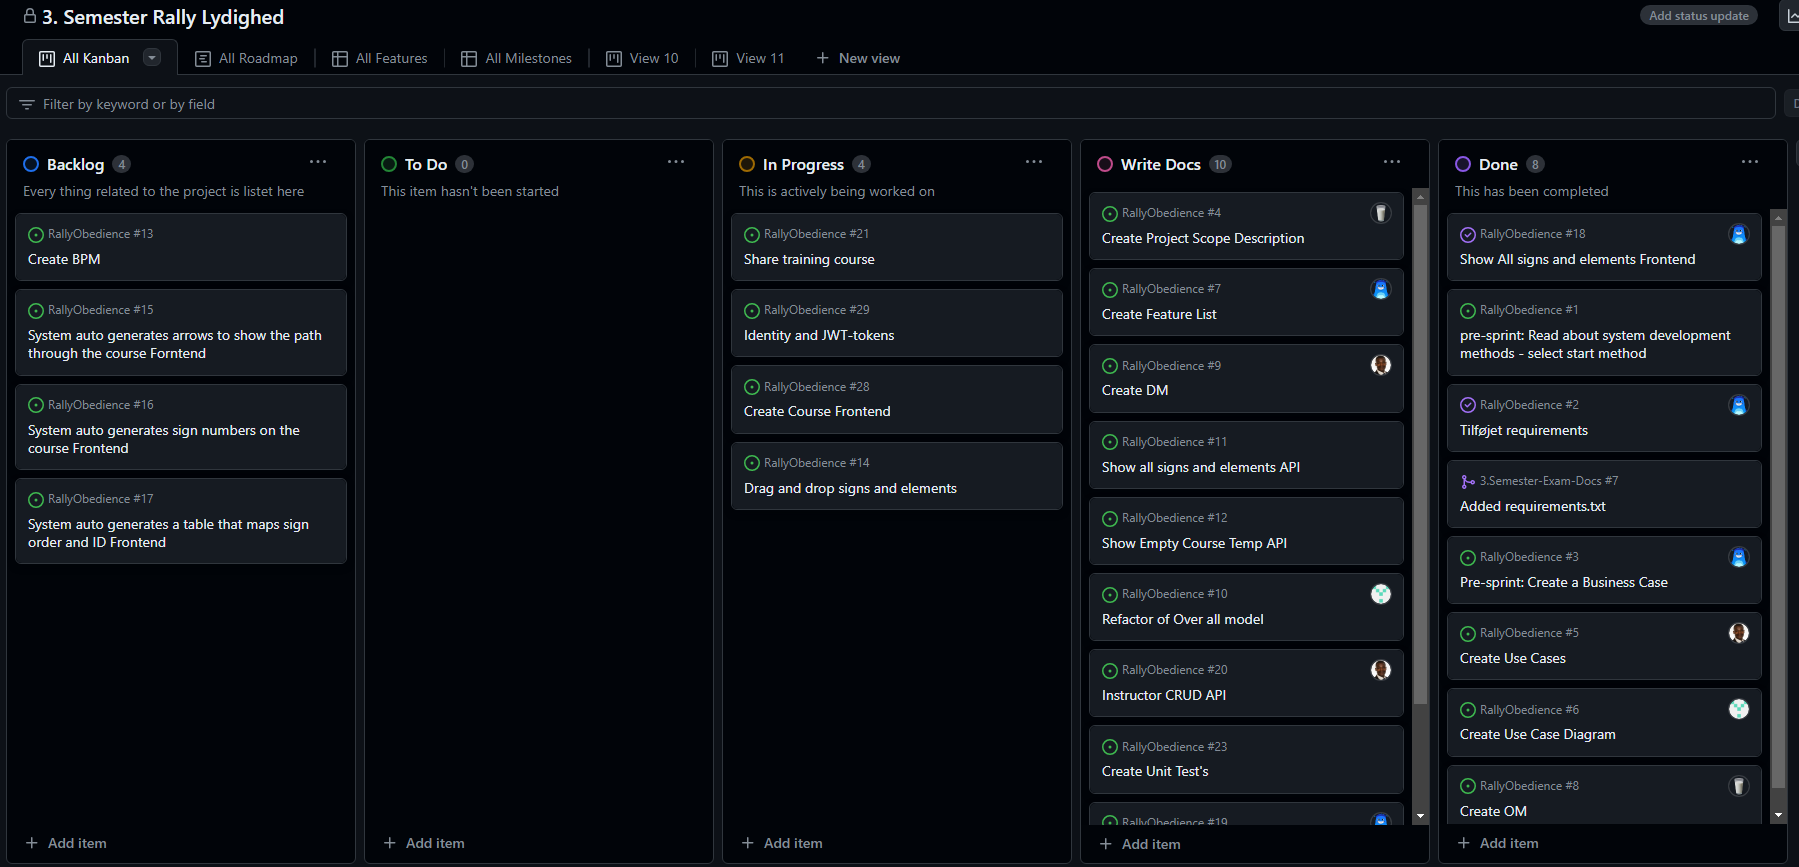 3. Semester Rally Lydighed
Add status update
All Kanban
All Roadmap
All Features
All Milestones
View 10
View 11
New view
Filter by keyword or by field
Backlog 4
Every thing related to the project is listet here
RallyObedience #13
Create BPM
RallyObedience #15
System auto generates arrows to show the path
through the course Forntend
RallyObedience #16
System auto generates sign numbers on the
course Frontend
RallyObedience #17
System auto generates a table that maps sign
order and ID Frontend
Add item
To Do 0
This item hasn't been started
Add item
In Progress 4
This is actively being worked on
RallyObedience #21
Share training course
RallyObedience #29
Identity and JWT-tokens
RallyObedience #28
Create Course Frontend
RallyObedience #14
Drag and drop signs and elements
Add item
Write Docs 10
RallyObedience #4
Create Project Scope Description
RallyObedience #7
Create Feature List
RallyObedience #9
Create DM
RallyObedience #11
Show all signs and elements API
RallyObedience #12
Show Empty Course Temp API
RallyObedience #10
Refactor of Over all model
RallyObedience #20
Instructor CRUD API
RallyObedience #23
Create Unit Test's
RallyObedience #19
Add item
Done 8
This has been completed
RallyObedience #18
Show All signs and elements Frontend
RallyObedience #1
pre-sprint: Read about system development
methods - select start method
RallyObedience #2
Tilføjet requirements
3.Semester-Exam-Docs #7
Added requirements.txt
RallyObedience #3
Pre-sprint: Create a Business Case
RallyObedience #5
Create Use Cases
RallyObedience #6
Create Use Case Diagram
RallyObedience #8
Create OM
Add item